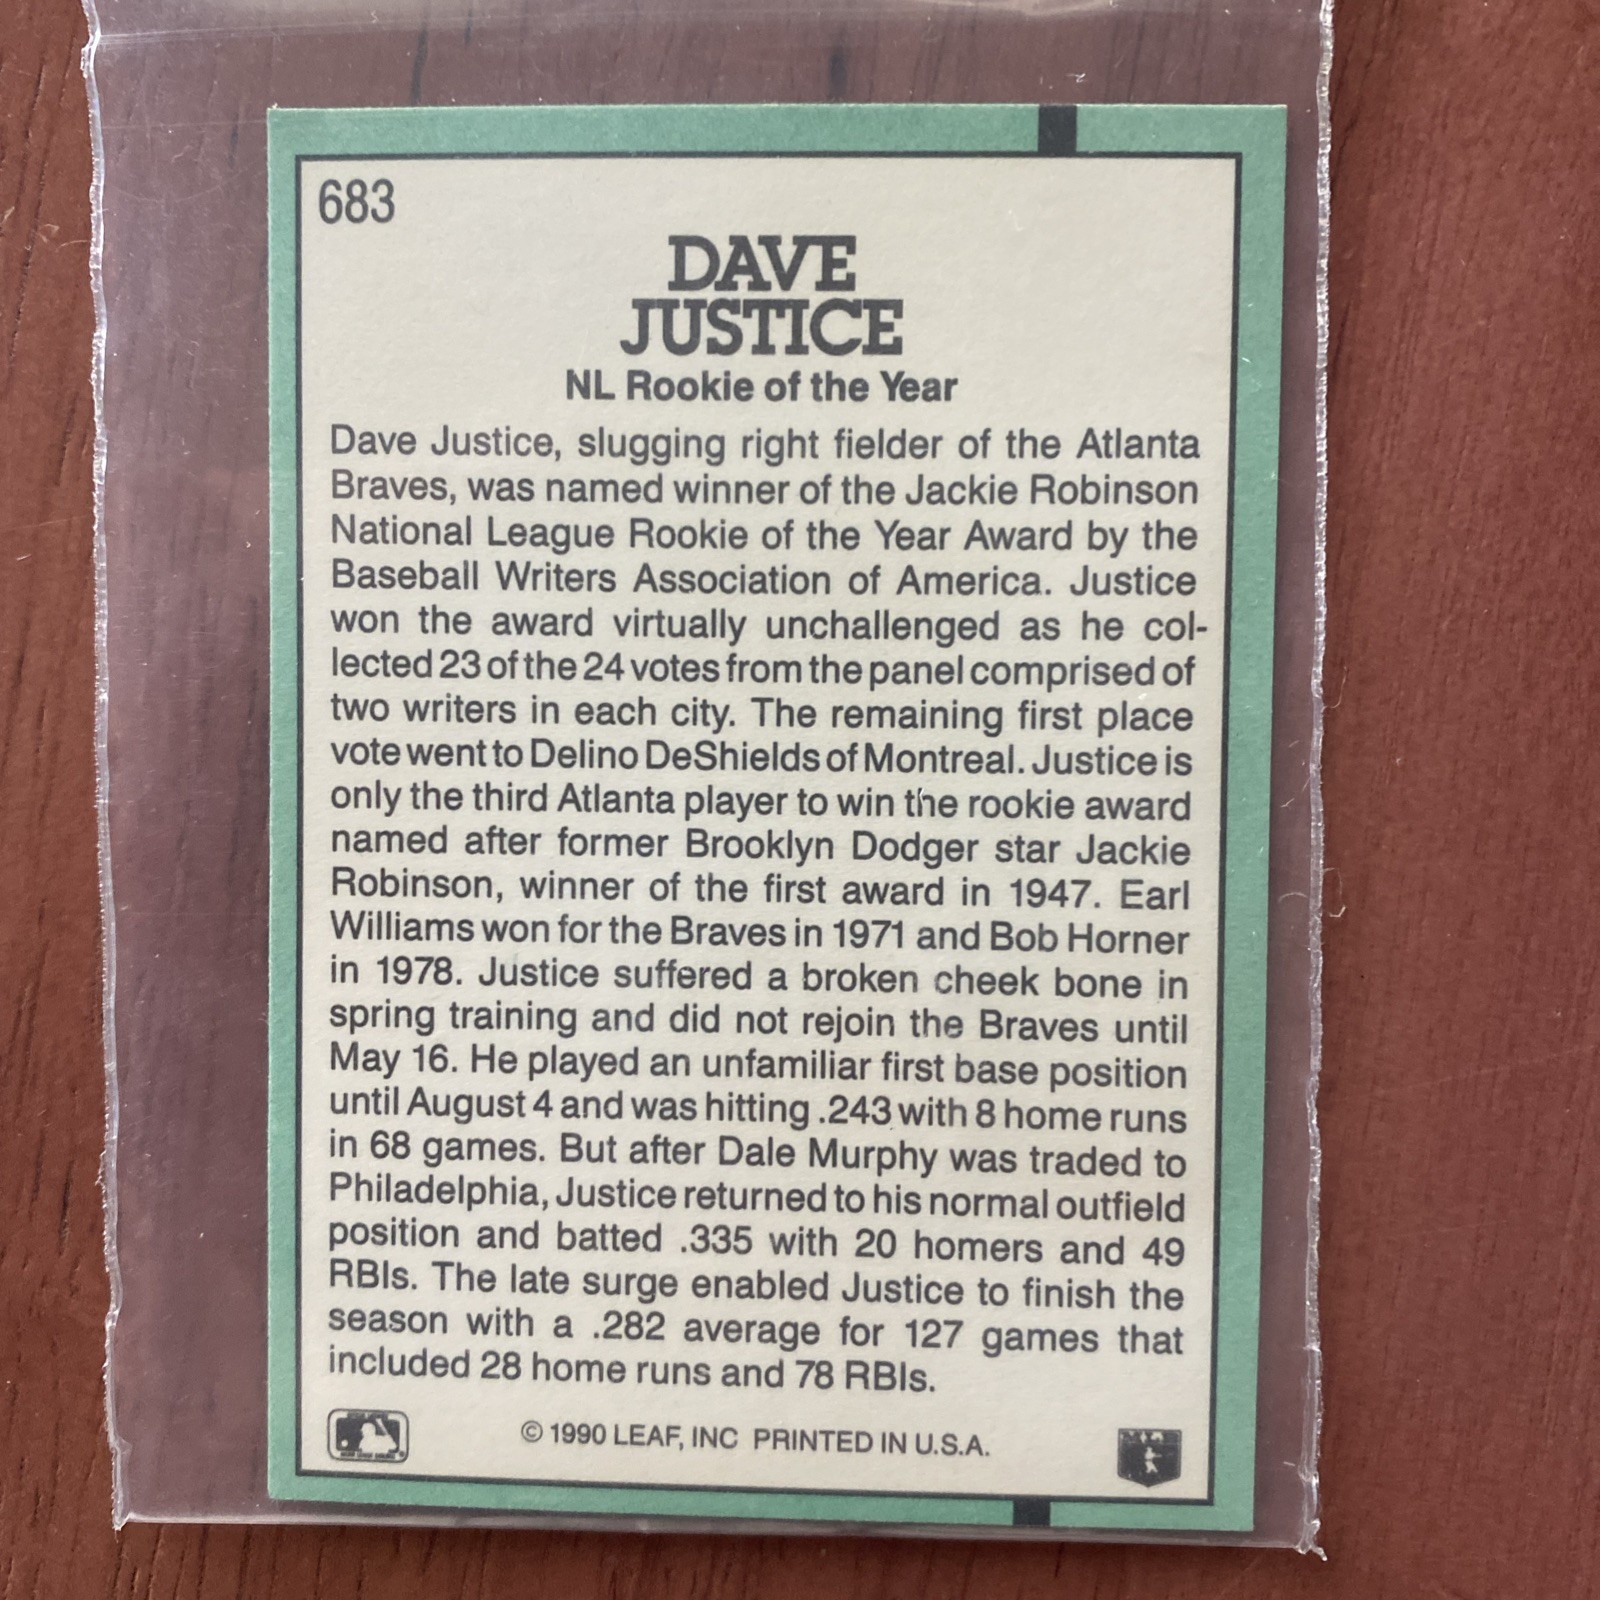 683
DAVE
JUSTICE
NL Rookie of the Year
Dave Justice, slugging right fielder of the Atlanta
Braves, was named winner of the Jackie Robinson
National League Rookie of the Year Award by the
Baseball Writers Association of America. Justice
won the award virtually unchallenged as he col-
lected 23 of the 24 votes from the panel comprised of
two writers in each city. The remaining first place
vote went to Delino DeShields of Montreal. Justice is
only the third Atlanta player to win the rookie award
named after former Brooklyn Dodger star Jackie
Robinson, winner of the first award in 1947. Earl
Williams won for the Braves in 1971 and Bob Horner
in 1978. Justice suffered a broken cheek bone in
spring training and did not rejoin the Braves until
May 16. He played an unfamiliar first base position
until August 4 and was hitting .243 with 8 home runs
in 68 games. But after Dale Murphy was traded to
Philadelphia, Justice returned to his normal outfield
position and batted .335 with 20 homers and 49
RBIs. The late surge enabled Justice to finish the
season with a .282 average for 127 games that
included 28 home runs and 78 RBIs.
© 1990 LEAF, INC PRINTED IN U.S.A.